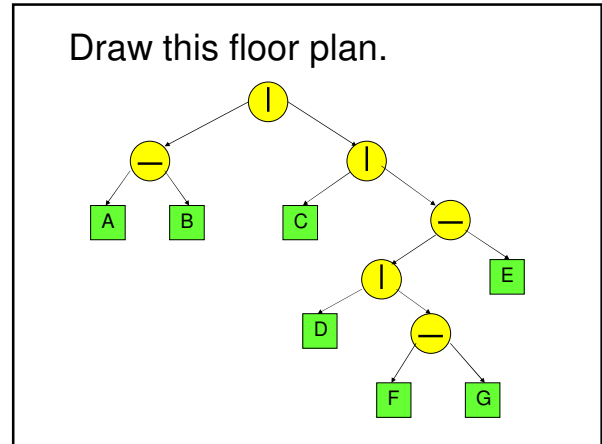 Draw this floor plan.
|
— |
A B C —
| E
D —
F G